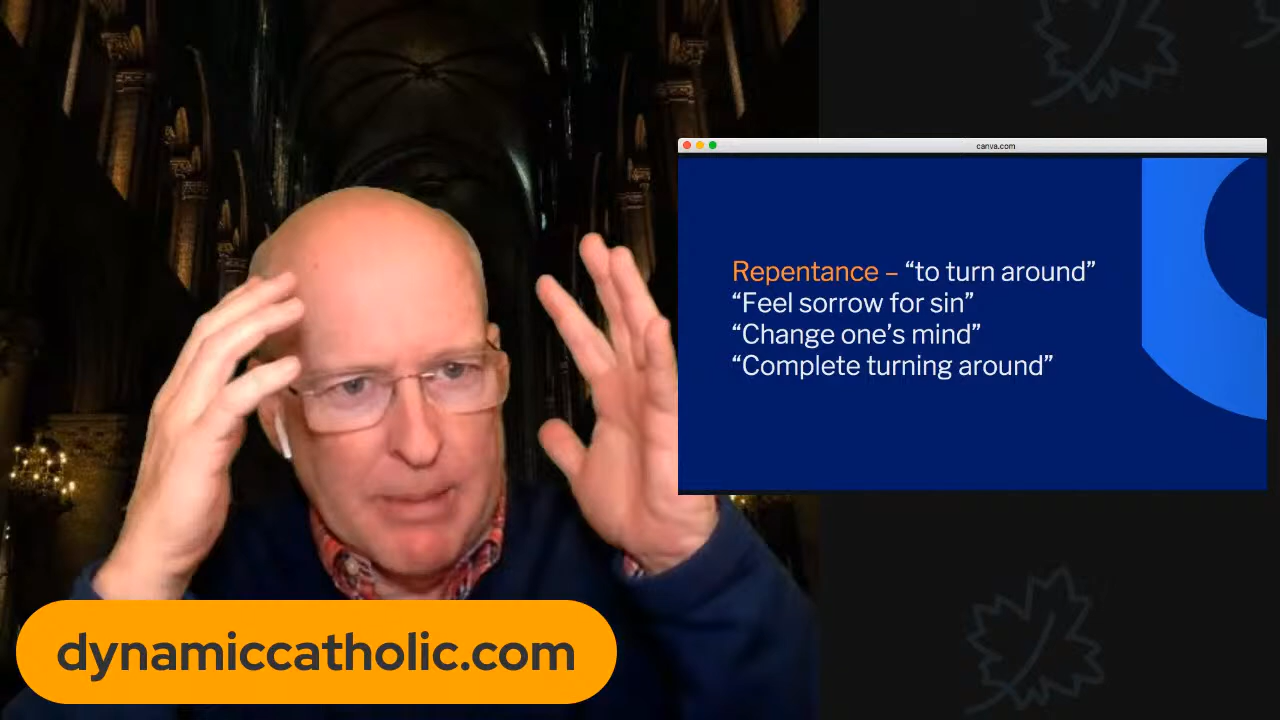 canva.com
Repentance – “to turn around”
“Feel sorrow for sin”
“Change one’s mind”
“Complete turning around”
dynamiccatholic.com